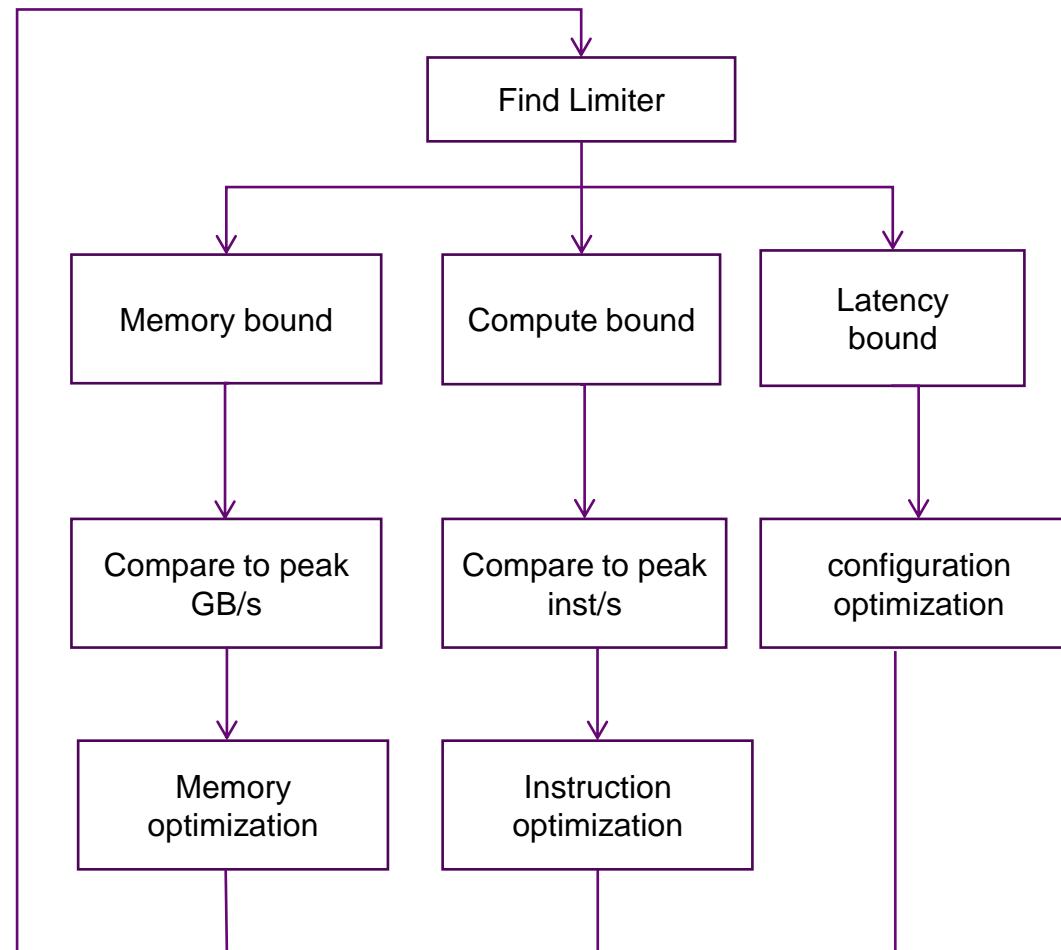 Find Limiter
Memory bound
Compute bound
Latency
bound
Compare to peak
GB/s
Compare to peak
inst/s
configuration
optimization
Memory
optimization
Instruction
optimization